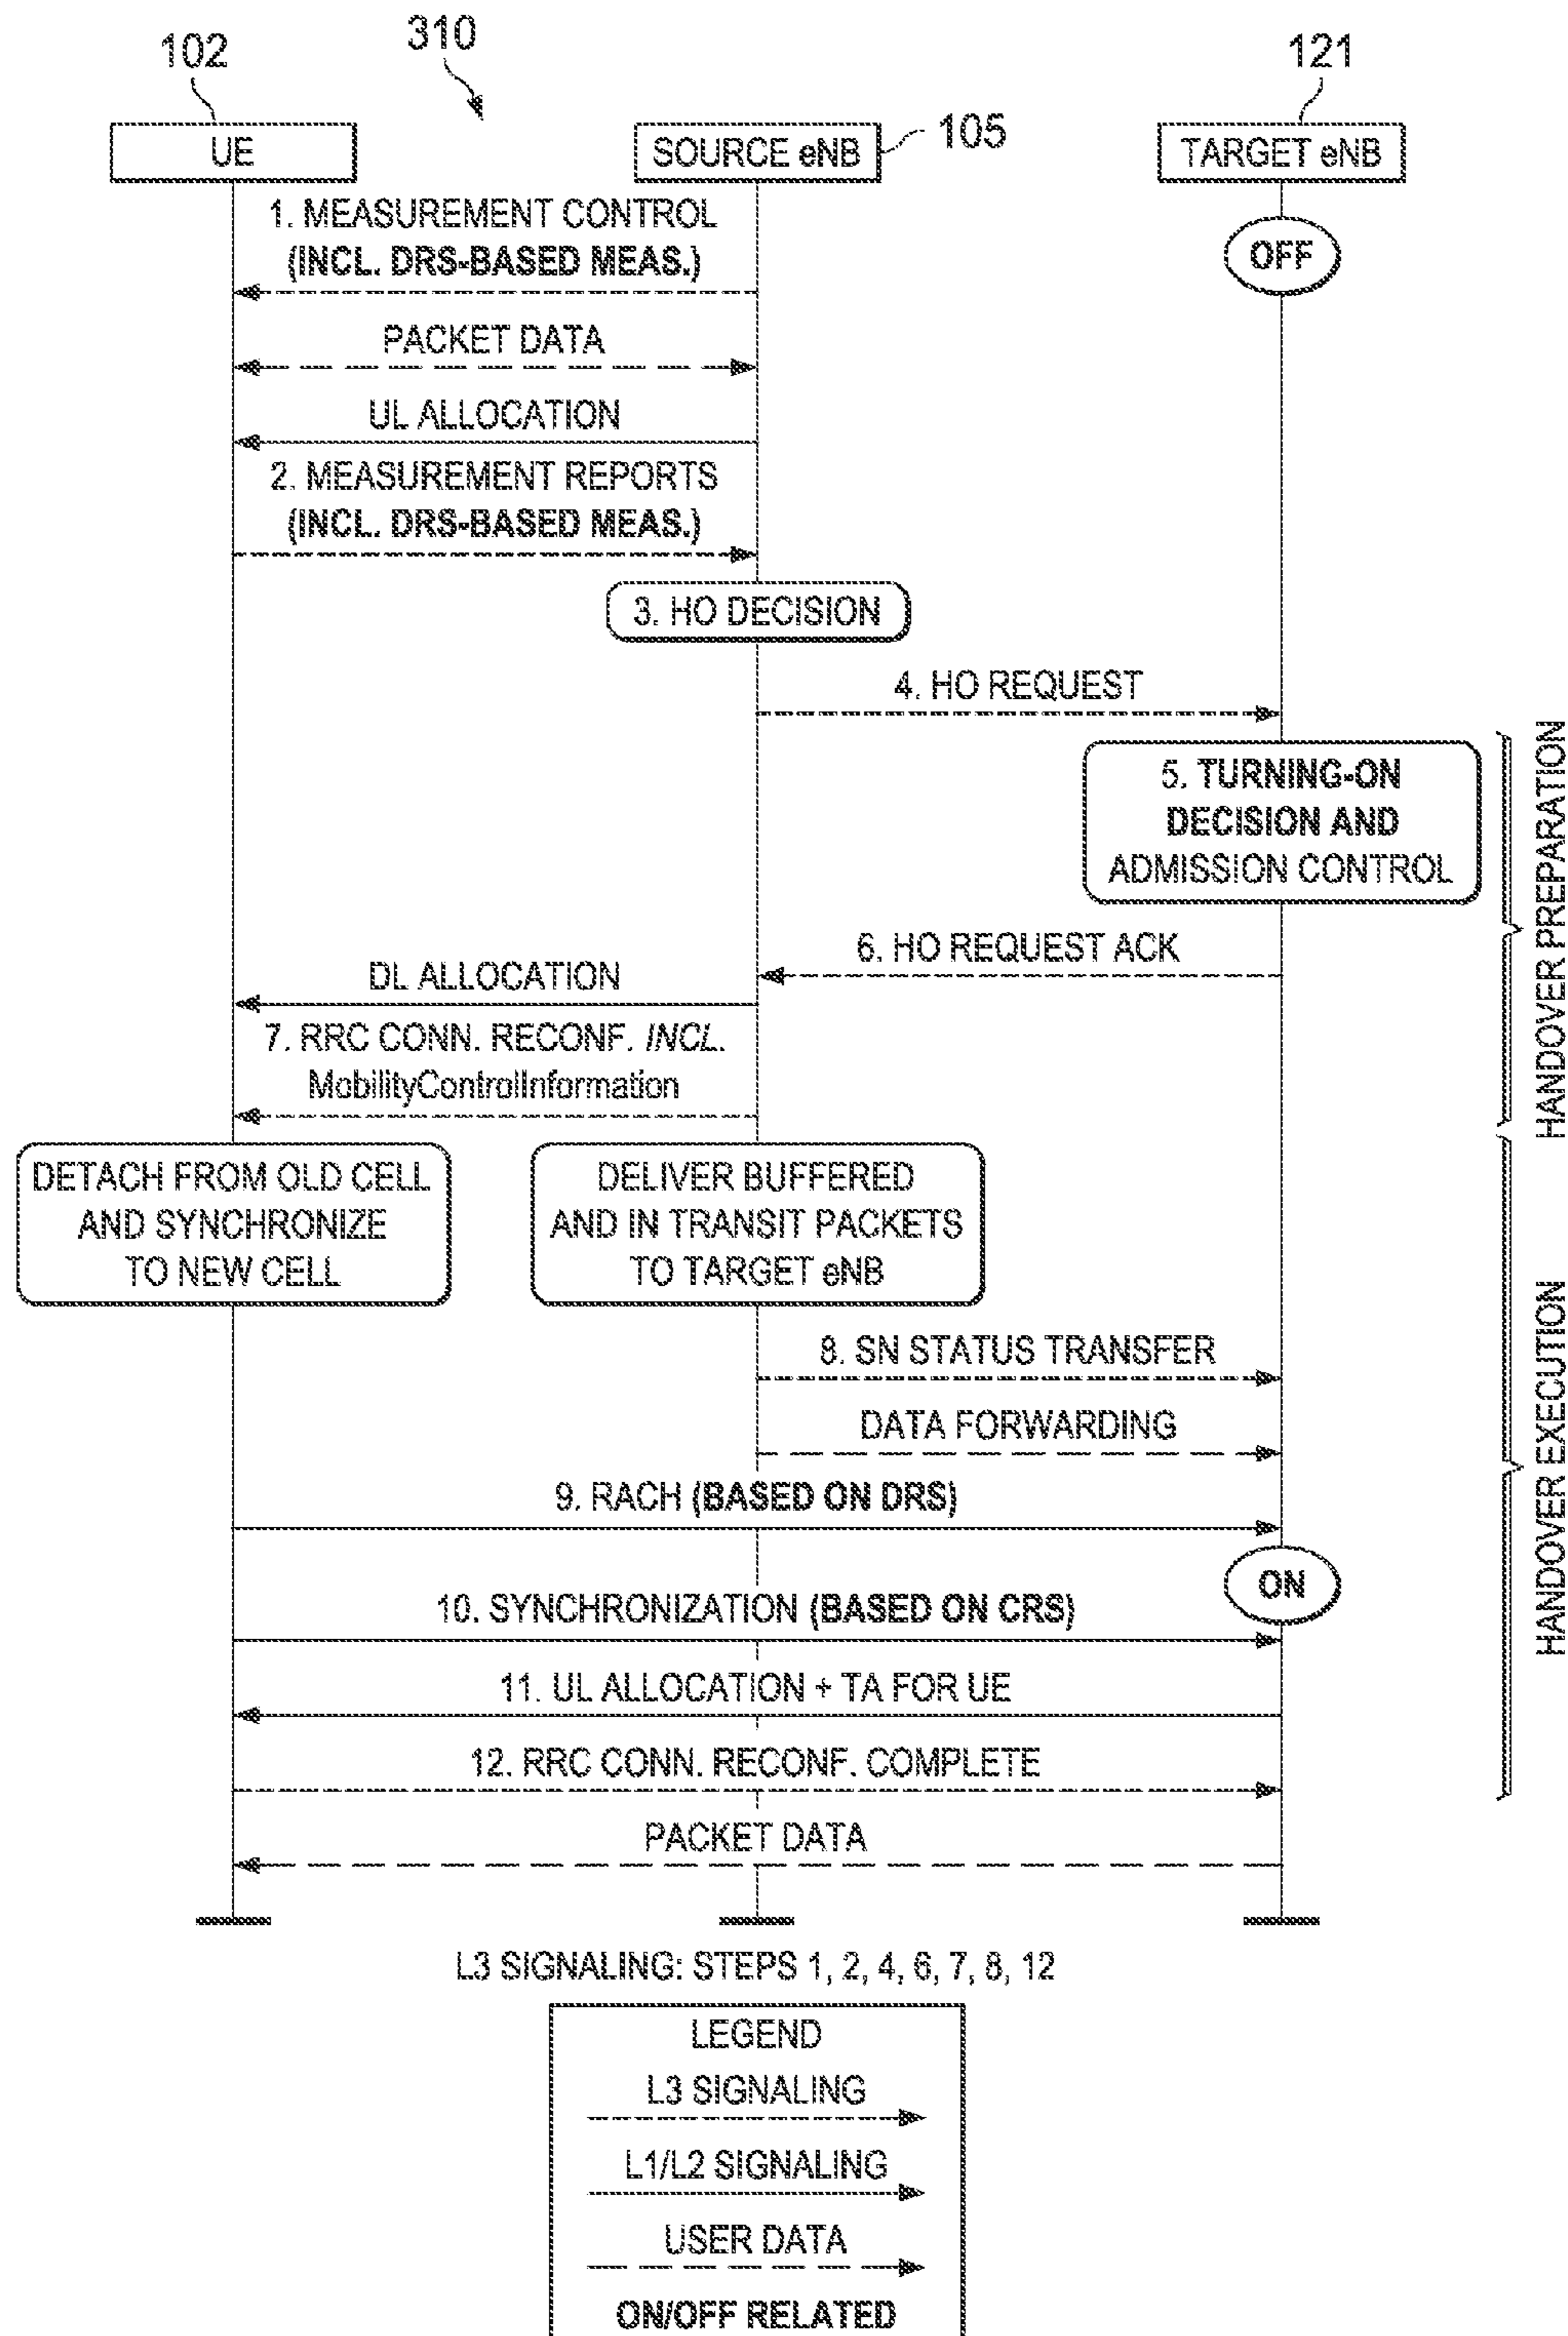 310
102
121
UE
SOURCE eNB
105
TARGET eNB
1. MEASUREMENT CONTROL
(INCL. DRS-BASED MEAS.)
OFF
PACKET DATA
UL ALLOCATION
2. MEASUREMENT REPORTS
(INCL. DRS-BASED MEAS.)
3. HO DECISION
4. HO REQUEST
5. TURNING-ON
DECISION AND
ADMISSION CONTROL
HANDOVER PREPARATION
6. HO REQUEST ACK
DL ALLOCATION
7. RRC CONN. RECONF. INCL.
MobilityControlInformation
DETACH FROM OLD CELL
AND SYNCHRONIZE
TO NEW CELL
DELIVER BUFFERED
AND IN TRANSIT PACKETS
TO TARGET eNB
8. SN STATUS TRANSFER
DATA FORWARDING
9. RACH (BASED ON DRS)
HANDOVER EXECUTION
ON
10. SYNCHRONIZATION (BASED ON CRS)
11. UL ALLOCATION + TA FOR UE
12. RRC CONN. RECONF. COMPLETE
PACKET DATA
L3 SIGNALING: STEPS 1, 2, 4, 6, 7, 8, 12
LEGEND
L3 SIGNALING
L1/L2 SIGNALING
USER DATA
ON/OFF RELATED